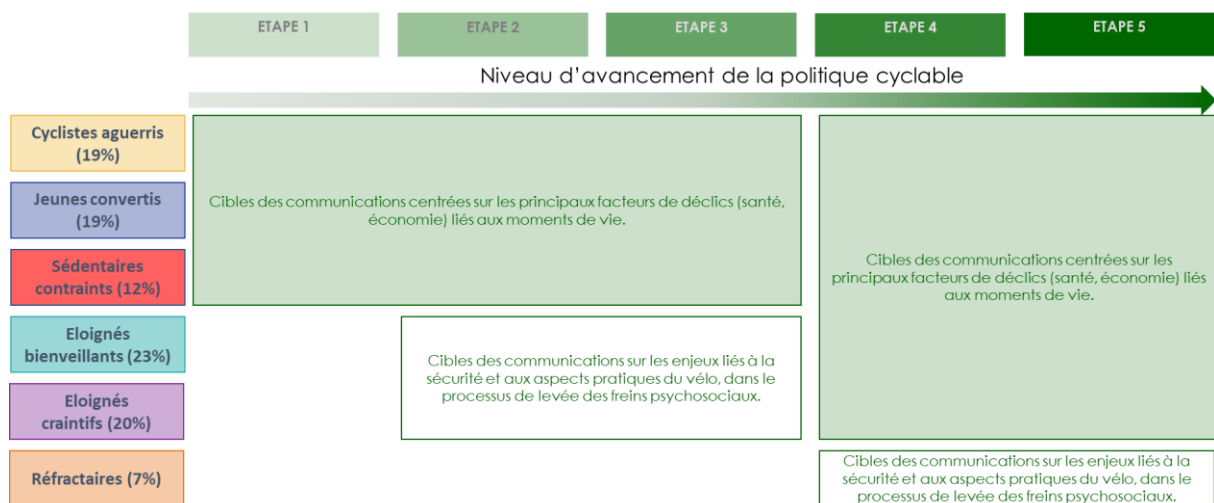 ETAPE 1
ETAPE 2
ETAPE 3
ETAPE 4
ETAPE 5
Niveau d’avancement de la politique cyclable
Cyclistes aguerris
(19%)
Jeunes convertis
(19%)
Sédentaires
contraints (12%)
Eloignés
bienveillants (23%)
Eloignés
craintifs (20%)
Réfractaires (7%)
Cibles des communications centrées sur les principaux facteurs de déclics (santé,
économie) liés aux moments de vie.
Cibles des communications centrées sur les
principaux facteurs de déclics (santé, économie) liés
aux moments de vie.
Cibles des communications sur les enjeux liés à la
sécurité et aux aspects pratiques du vélo, dans le
processus de levée des freins psychosociaux.
Cibles des communications sur les enjeux liés à la
sécurité et aux aspects pratiques du vélo, dans le
processus de levée des freins psychosociaux.